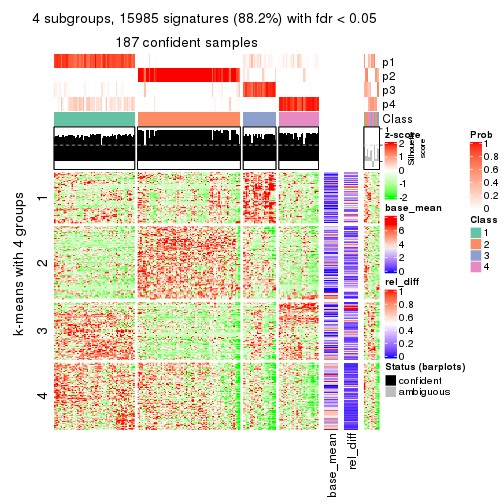 4 subgroups, 15985 signatures (88.2%) with fdr < 0.05
187 confident samples
p1
p2
p3
p4
Class
1
Silhouette
score
z-score
2
1
0
-1
-2
base_mean
8
6
4
2
0
rel_diff
1
0.8
0.6
0.4
0.2
0
Status (barplots)
confident
ambiguous
Prob
1
0.8
0.6
0.4
0.2
0
Class
1
2
3
4
k-means with 4 groups
1
2
3
4
base_mean
rel_diff